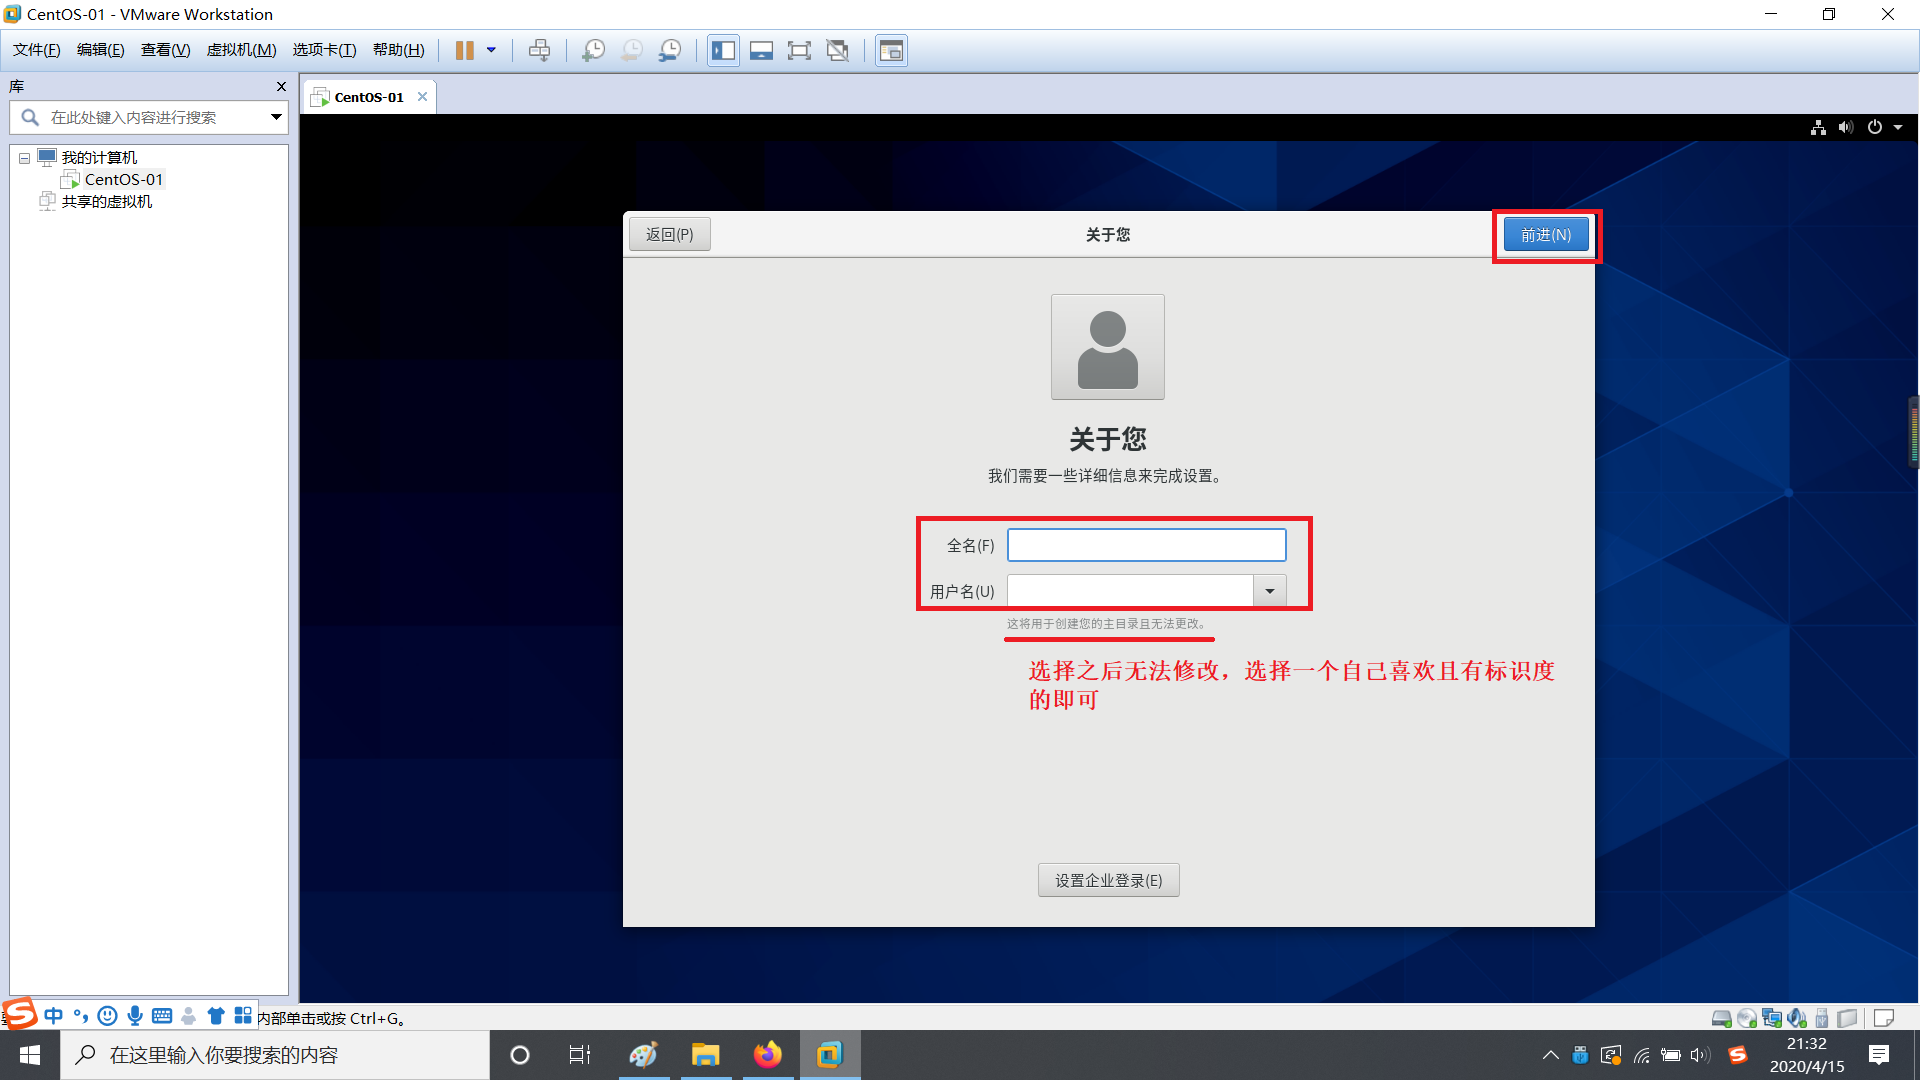 CentOS-01 - VMware Workstation
文件(F) 编辑(E) 查看(V) 虚拟机(M) 选项卡(T) 帮助(H)
库
在此处键入内容进行搜索
我的计算机
CentOS-01
共享的虚拟机
CentOS-01
返回(P)
关于您
前进(N)
关于您
我们需要一些详细信息来完成设置。
全名(F)
用户名(U)
这将用于创建您的主目录且无法更改。
选择之后无法修改，选择一个自己喜欢且有标识度
的即可
设置企业登录(E)
中
内部单击或按 Ctrl+G。
在这里输入你要搜索的内容
21:32
2020/4/15